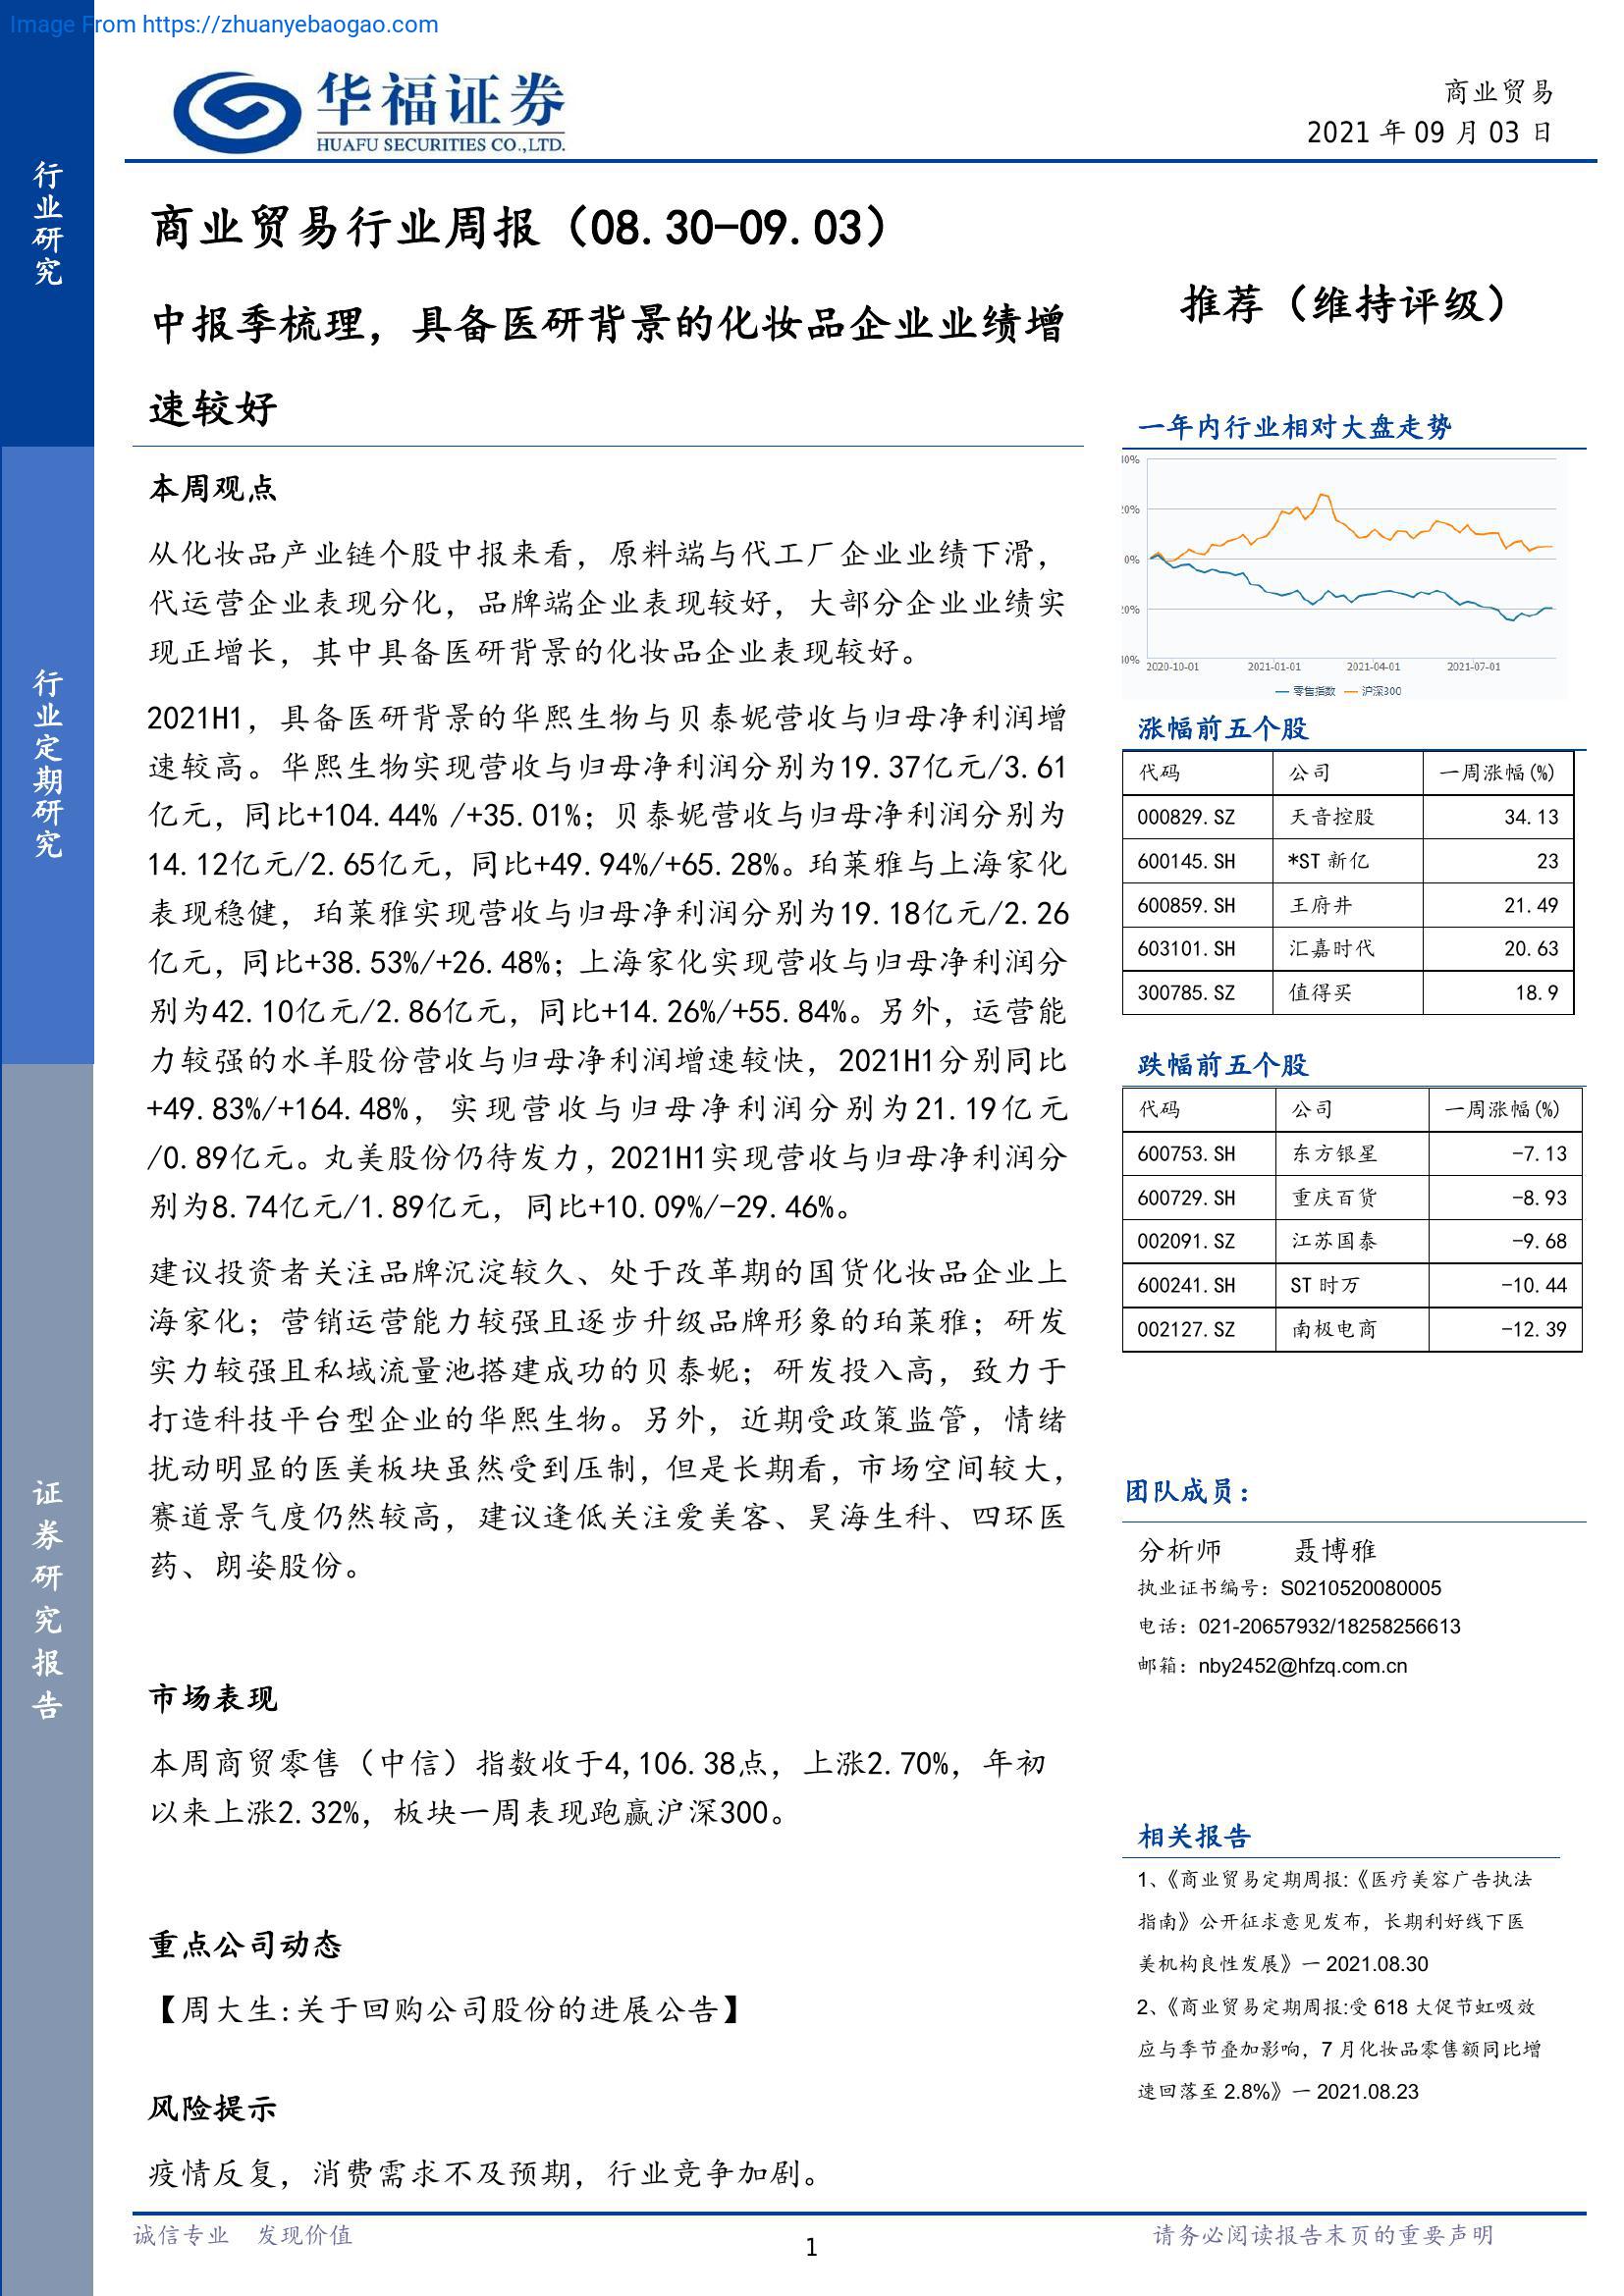 Image From https://zhuanyebaogao.com
华福证券
HUAFU SECURITIES CO.,LTD.
商业贸易
2021 年 09 月 03 日
行业研究
行业定期研究
证券研究报告
商业贸易行业周报（08.30-09.03）
中报季梳理，具备医研背景的化妆品企业业绩增
速较好
本周观点
从化妆品产业链个股中报来看，原料端与代工厂企业业绩下滑，
代运营企业表现分化，品牌端企业表现较好，大部分企业业绩实
现正增长，其中具备医研背景的化妆品企业表现较好。
2021H1，具备医研背景的华熙生物与贝泰妮营收与归母净利润增
速较高。华熙生物实现营收与归母净利润分别为19.37亿元/3.61
亿元，同比+104.44% /+35.01%；贝泰妮营收与归母净利润分别为
14.12亿元/2.65亿元，同比+49.94%/+65.28%。珀莱雅与上海家化
表现稳健，珀莱雅实现营收与归母净利润分别为19.18亿元/2.26
亿元，同比+38.53%/+26.48%；上海家化实现营收与归母净利润分
别为42.10亿元/2.86亿元，同比+14.26%/+55.84%。另外，运营能
力较强的水羊股份营收与归母净利润增速较快，2021H1分别同比
+49.83%/+164.48%，实现营收与归母净利润分别为21.19亿元
/0.89亿元。丸美股份仍待发力，2021H1实现营收与归母净利润分
别为8.74亿元/1.89亿元，同比+10.09%/-29.46%。
建议投资者关注品牌沉淀较久、处于改革期的国货化妆品企业上
海家化；营销运营能力较强且逐步升级品牌形象的珀莱雅；研发
实力较强且私域流量池搭建成功的贝泰妮；研发投入高，致力于
打造科技平台型企业的华熙生物。另外，近期受政策监管，情绪
扰动明显的医美板块虽然受到压制，但是长期看，市场空间较大，
赛道景气度仍然较高，建议逢低关注爱美客、昊海生科、四环医
药、朗姿股份。
市场表现
本周商贸零售（中信）指数收于4,106.38点，上涨2.70%，年初
以来上涨2.32%，板块一周表现跑赢沪深300。
重点公司动态
【周大生:关于回购公司股份的进展公告】
风险提示
疫情反复，消费需求不及预期，行业竞争加剧。
推荐（维持评级）
一年内行业相对大盘走势
20%
0%
20%
2020-10-01 2021-01-01 2021-04-01 2021-07-01
零售指数 沪深300
涨幅前五个股
代码 公司 一周涨幅(%)
000829.SZ 天音控股 34.13
600145.SH *ST 新亿 23
600859.SH 王府井 21.49
603101.SH 汇嘉时代 20.63
300785.SZ 值得买 18.9
跌幅前五个股
代码 公司 一周涨幅(%)
600753.SH 东方银星 -7.13
600729.SH 重庆百货 -8.93
002091.SZ 江苏国泰 -9.68
600241.SH ST 时万 -10.44
002127.SZ 南极电商 -12.39
团队成员：
分析师 聂博雅
执业证书编号：S0210520080005
电话：021-20657932/18258256613
邮箱：nby2452@hfzq.com.cn
相关报告
1、《商业贸易定期周报:《医疗美容广告执法
指南》公开征求意见发布，长期利好线下医
美机构良性发展》一 2021.08.30
2、《商业贸易定期周报:受 618 大促节虹吸效
应与季节叠加影响，7 月化妆品零售额同比增
速回落至 2.8%》一 2021.08.23
诚信专业 发现价值
1
请务必阅读报告末页的重要声明